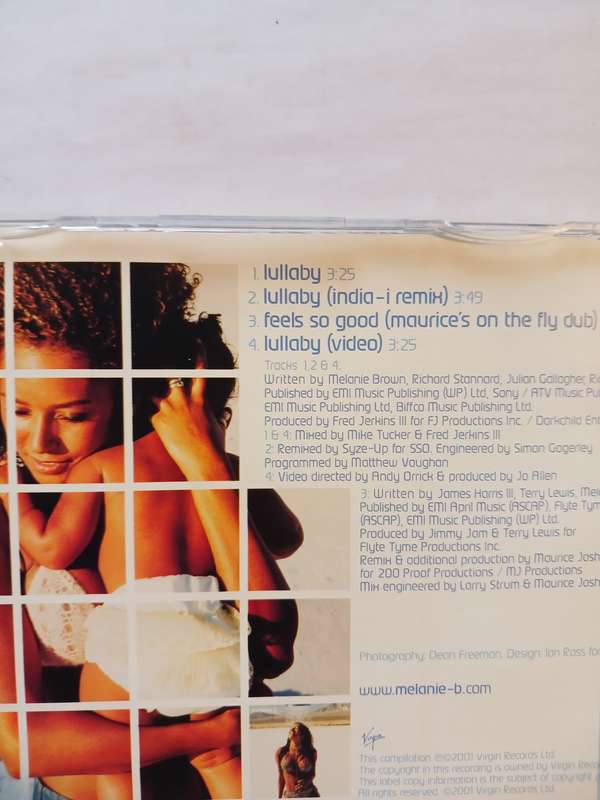 1. lullaby 3:25
2. lullaby (india-i remix) 3:49
3. feels so good (maurice's on the fly dub)
4. lullaby (video) 3:25
Tracks 1,2 & 4:
Written by Melanie Brown, Richard Stannard, Julian Gallagher,
Published by EMI Music Publishing (WP) Ltd, Sony / ATV Music
EMI Music Publishing Ltd, Biffco Music Publishing Ltd.
Produced by Fred Jerkins III for FJ Productions Inc. / Darkchild
1 & 4: Mixed by Mike Tucker & Fred Jerkins III
2: Remixed by Syze-Up for SSO. Engineered by Simon Gogerley
Programmed by Matthew Vaughan
4: Video directed by Andy Orrick & produced by Jo Allen
3: Written by James Harris III, Terry Lewis,
Published by EMI April Music (ASCAP), Flyte
(ASCAP), EMI Music Publishing (WP) Ltd.
Produced by Jimmy Jam & Terry Lewis for
Flyte Tyme Productions Inc.
Remix & additional production by Maurice
for 200 Proof Productions / MJ Productions
Mix engineered by Larry Sturm & Maurice
Photography: Dean Freeman. Design: Ian Ross for
www.melanie-b.com
Virgin
This compilation ℗©2001 Virgin Records Ltd.
The copyright in this recording is owned by Virgin
This label copy information is the subject of copyright
All rights reserved. ©2001 Virgin Records Ltd.